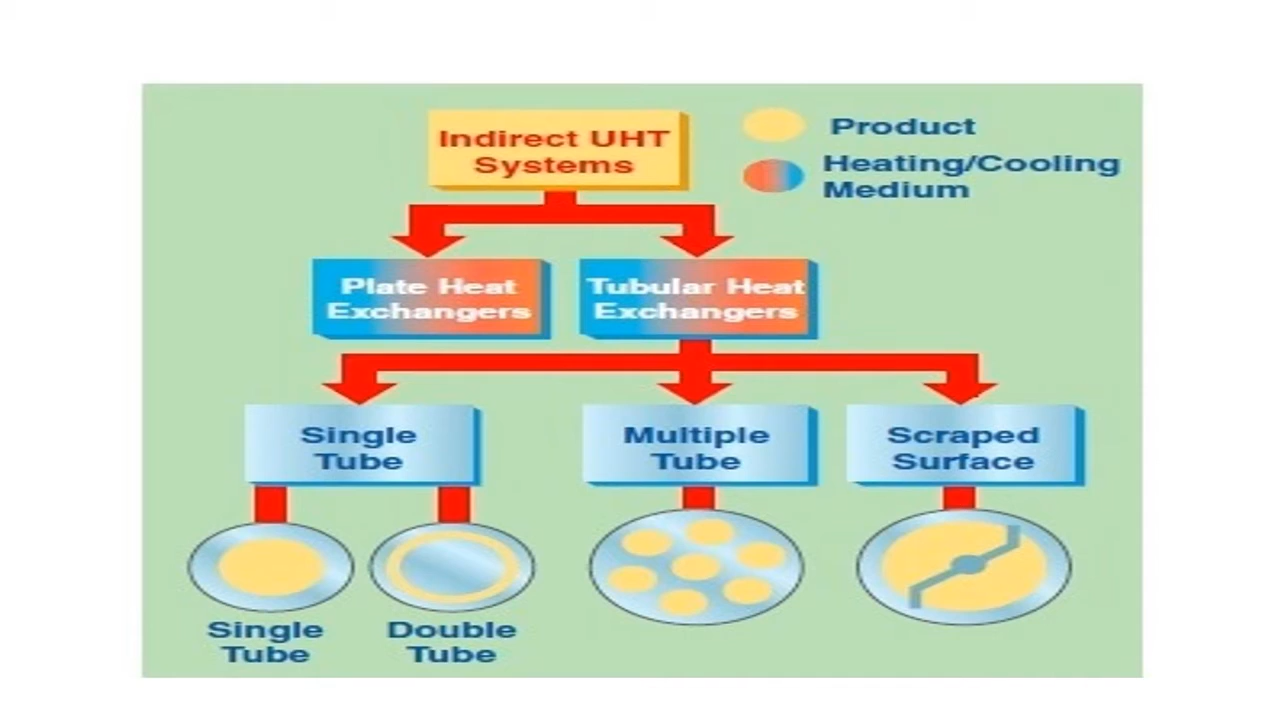 Indirect UHT
Systems
Product
Heating/Cooling
Medium
Plate Heat
Exchangers
Tubular Heat
Exchangers
Single
Tube
Multiple
Tube
Scraped
Surface
Single
Tube
Double
Tube